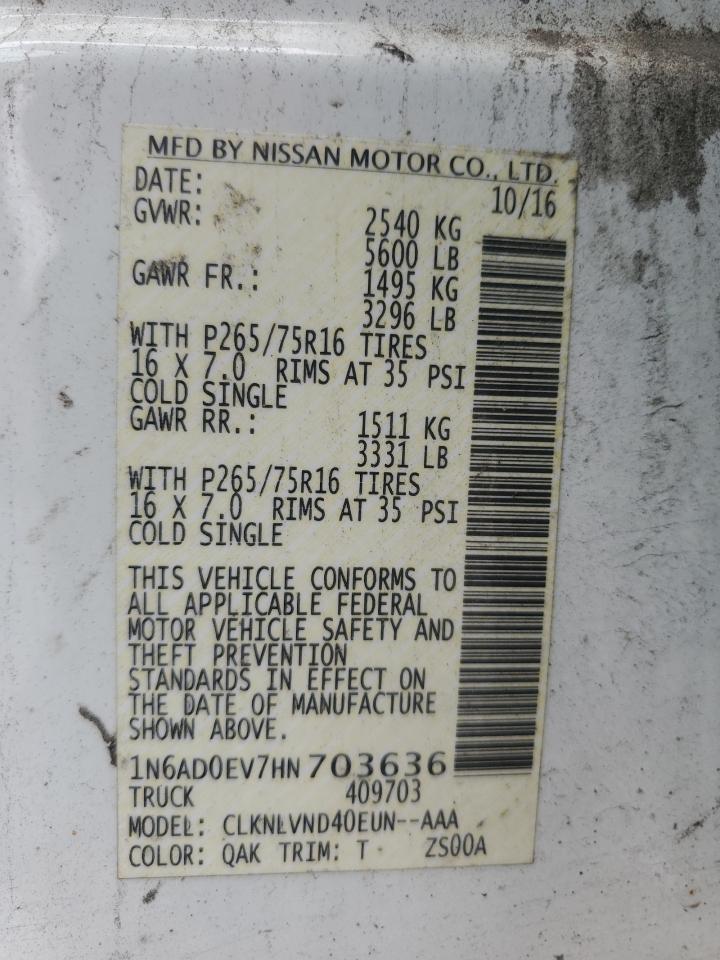 MFD BY NISSAN MOTOR CO., LTD.
DATE: 10/16
GVWR: 2540 KG
5600 LB
GAWR FR.: 1495 KG
3296 LB
WITH P265/75R16 TIRES
16 X 7.0 RIMS AT 35 PSI
COLD SINGLE
GAWR RR.: 1511 KG
3331 LB
WITH P265/75R16 TIRES
16 X 7.0 RIMS AT 35 PSI
COLD SINGLE
THIS VEHICLE CONFORMS TO
ALL APPLICABLE FEDERAL
MOTOR VEHICLE SAFETY AND
THEFT PREVENTION
STANDARDS IN EFFECT ON
THE DATE OF MANUFACTURE
SHOWN ABOVE.
1N6AD0EV7HN703636
TRUCK 409703
MODEL: CLKNLVND40EUN--AAA
COLOR: QAK TRIM: T ZS00A